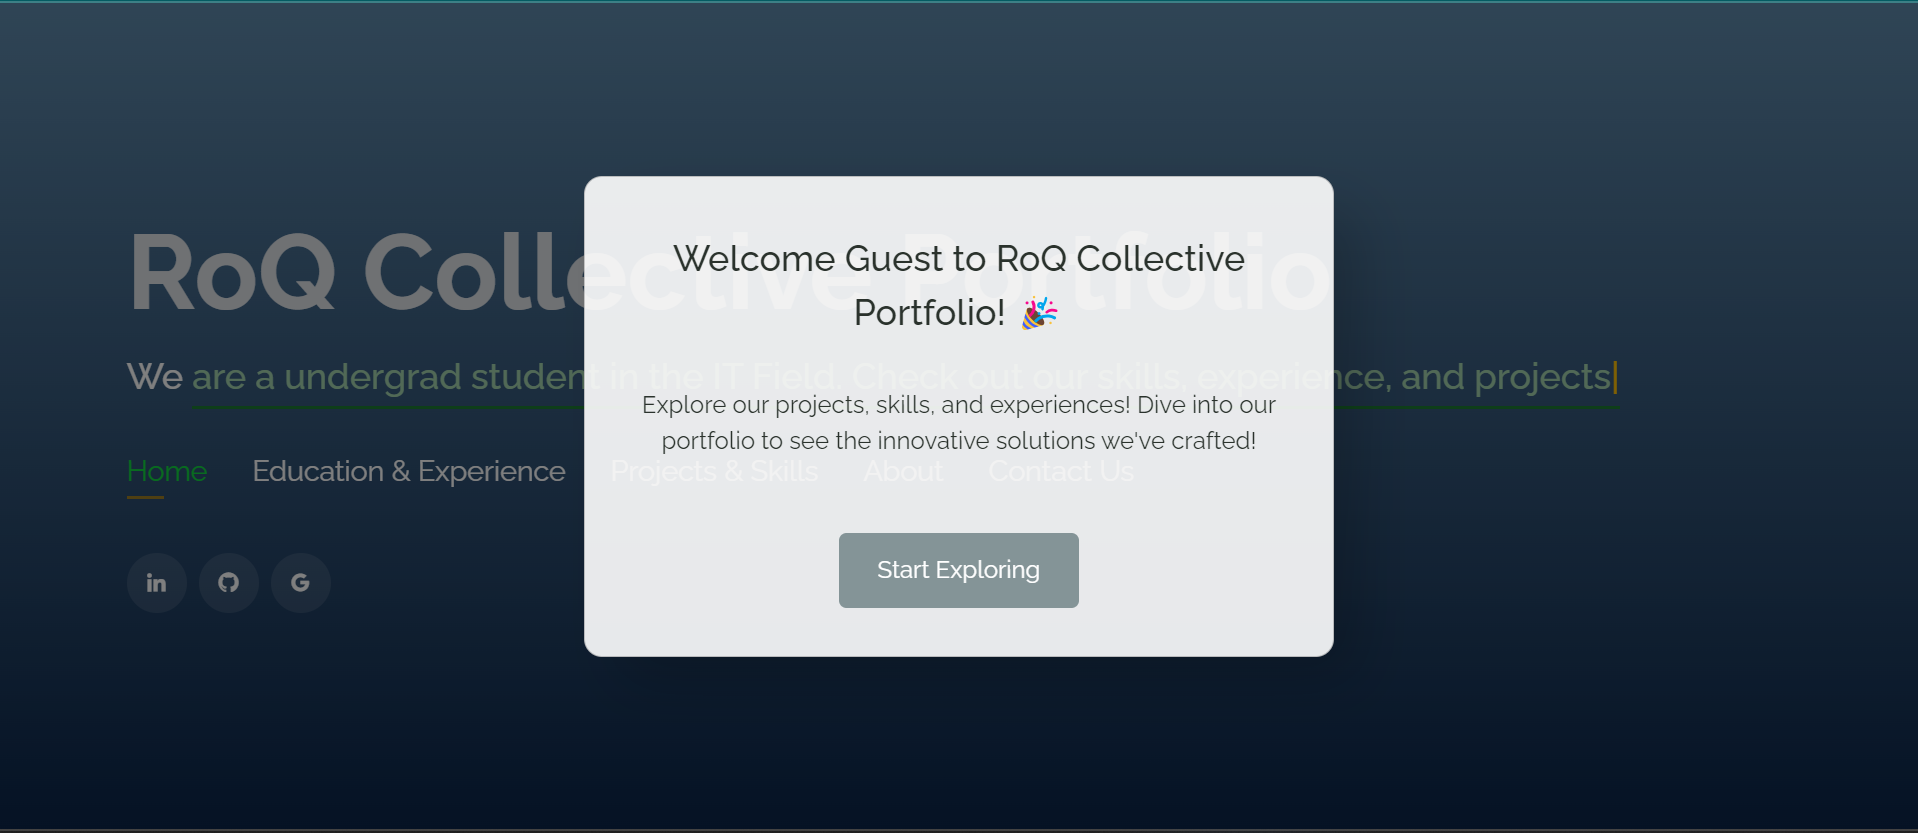 RoQ Collective Portfolio
Welcome Guest to RoQ Collective
Portfolio! 🎉
We are a undergrad student in the IT Field. Check out our skills, experience, and projects|
Explore our projects, skills, and experiences! Dive into our
portfolio to see the innovative solutions we've crafted!
Home Education & Experience Projects & Skills About Contact Us
Start Exploring